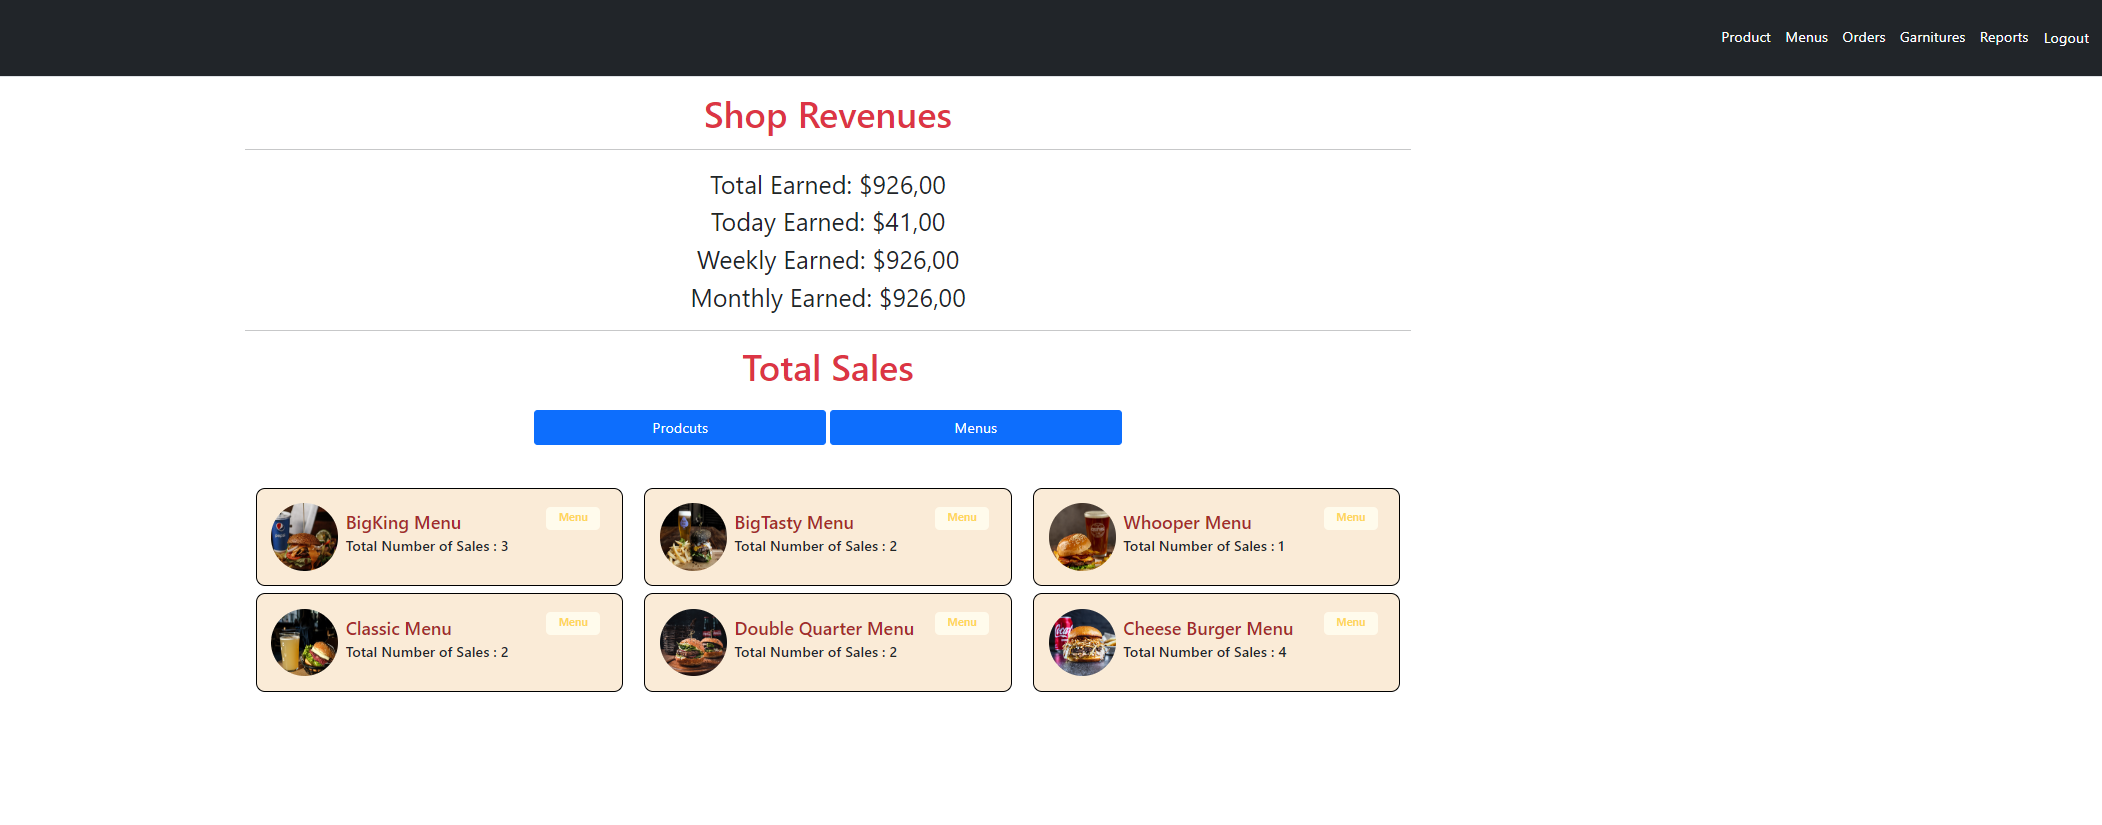 Product Menus Orders Garnitures Reports Logout
Shop Revenues
Total Earned: $926,00
Today Earned: $41,00
Weekly Earned: $926,00
Monthly Earned: $926,00
Total Sales
Prodcuts Menus
BigKing Menu Menu
Total Number of Sales : 3
BigTasty Menu Menu
Total Number of Sales : 2
Whooper Menu Menu
Total Number of Sales : 1
Classic Menu Menu
Total Number of Sales : 2
Double Quarter Menu Menu
Total Number of Sales : 2
Cheese Burger Menu Menu
Total Number of Sales : 4